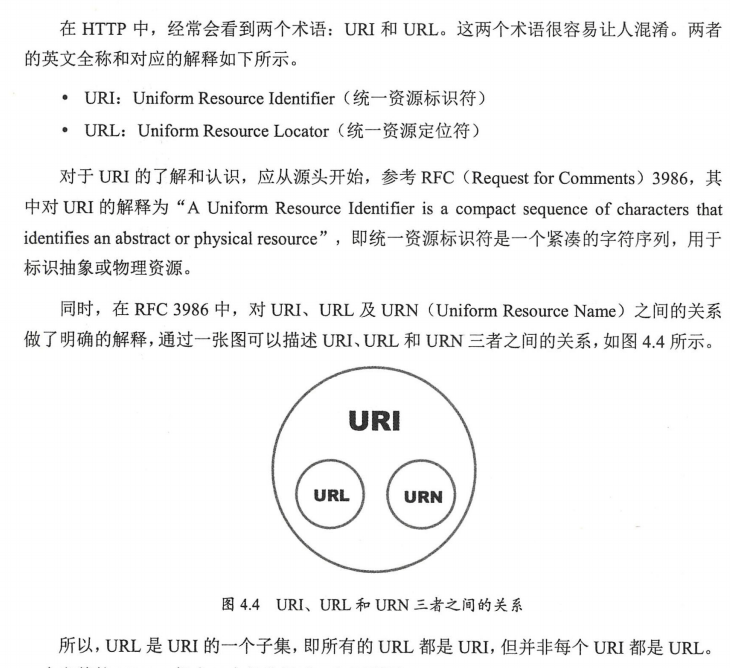 在 HTTP 中，经常会看到两个术语：URI 和 URL。这两个术语很容易让人混淆。两者
的英文全称和对应的解释如下所示。
• URI：Uniform Resource Identifier（统一资源标识符）
• URL：Uniform Resource Locator（统一资源定位符）
对于 URI 的了解和认识，应从源头开始，参考 RFC（Request for Comments）3986，其
中对 URI 的解释为“A Uniform Resource Identifier is a compact sequence of characters that
identifies an abstract or physical resource”，即统一资源标识符是一个紧凑的字符序列，用于
标识抽象或物理资源。
同时，在 RFC 3986 中，对 URI、URL 及 URN（Uniform Resource Name）之间的关系
做了明确的解释，通过一张图可以描述 URI、URL 和 URN 三者之间的关系，如图 4.4 所示。
URI
URL
URN
图 4.4 URI、URL 和 URN 三者之间的关系
所以，URL 是 URI 的一个子集，即所有的 URL 都是 URI，但并非每个 URI 都是 URL。